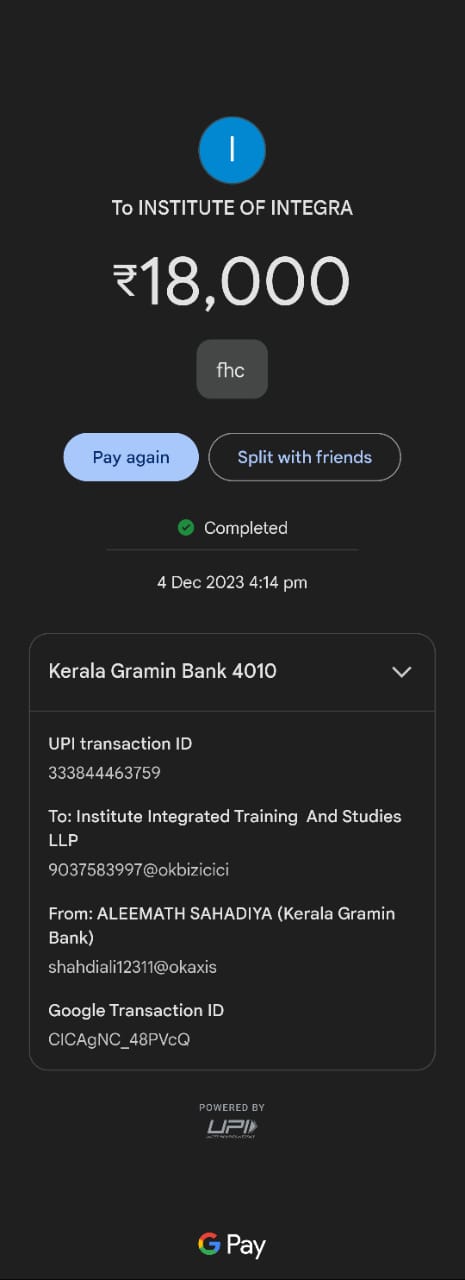 I
To INSTITUTE OF INTEGRA
₹18,000
fhc
Pay again
Split with friends
Completed
4 Dec 2023 4:14 pm
Kerala Gramin Bank 4010
UPI transaction ID
333844463759
To: Institute Integrated Training And Studies
LLP
9037583997@okbizicici
From: ALEEMATH SAHADIYA (Kerala Gramin
Bank)
shahdiali12311@okaxis
Google Transaction ID
CICAgNC_48PVcQ
POWERED BY
UPI
G Pay